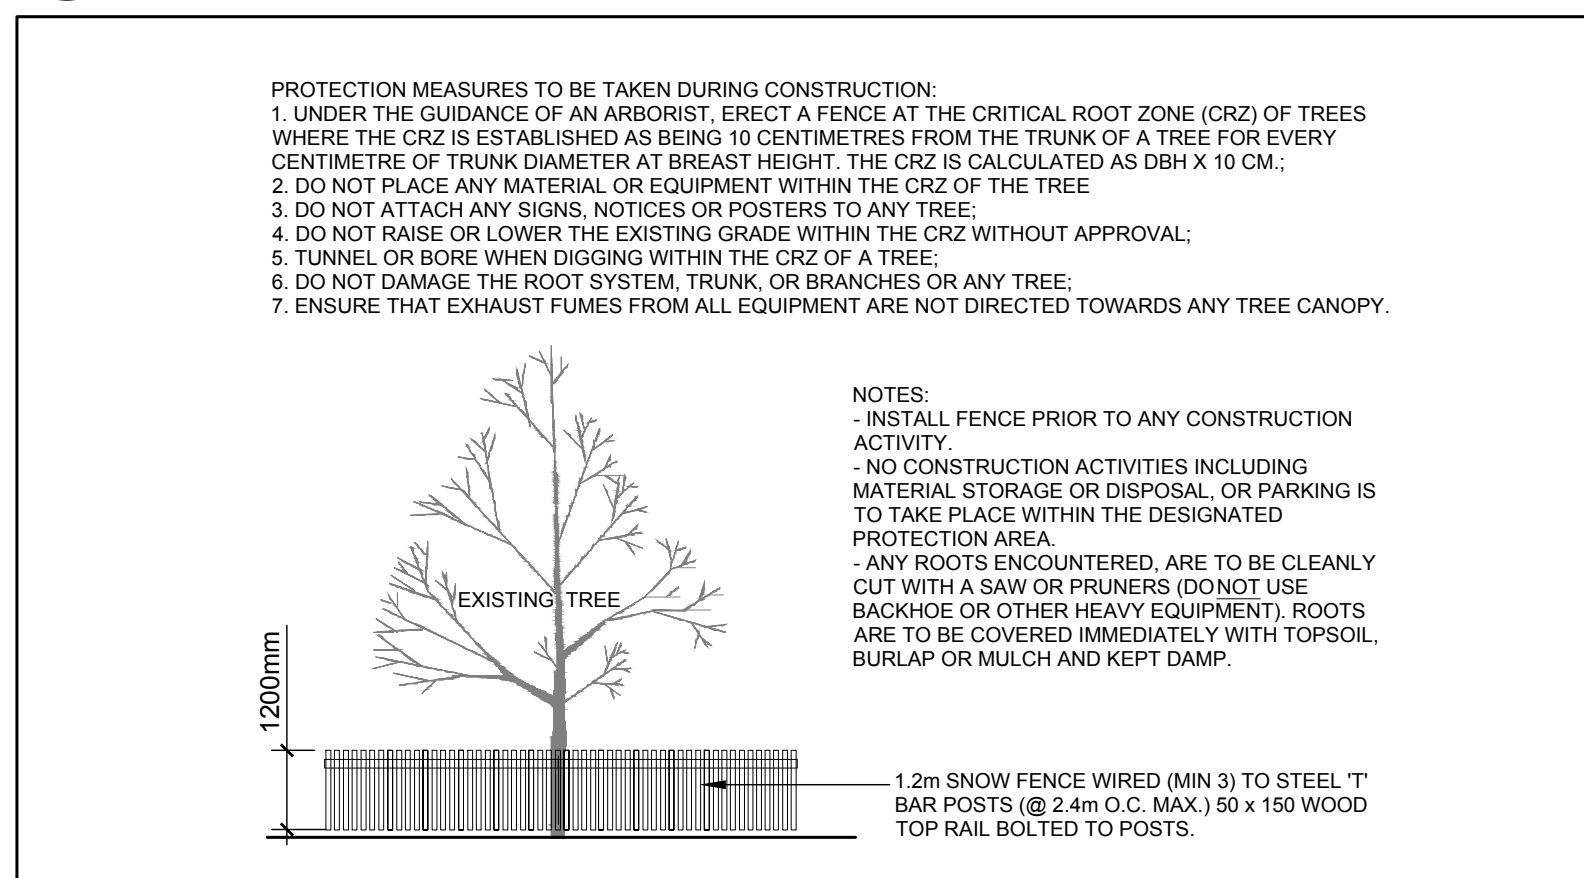 PROTECTION MEASURES TO BE TAKEN DURING CONSTRUCTION:
1. UNDER THE GUIDANCE OF AN ARBORIST, ERECT A FENCE AT THE CRITICAL ROOT ZONE (CRZ) OF TREES
WHERE THE CRZ IS ESTABLISHED AS BEING 10 CENTIMETRES FROM THE TRUNK OF A TREE FOR EVERY
CENTIMETRE OF TRUNK DIAMETER AT BREAST HEIGHT. THE CRZ IS CALCULATED AS DBH X 10 CM.;
2. DO NOT PLACE ANY MATERIAL OR EQUIPMENT WITHIN THE CRZ OF THE TREE
3. DO NOT ATTACH ANY SIGNS, NOTICES OR POSTERS TO ANY TREE;
4. DO NOT RAISE OR LOWER THE EXISTING GRADE WITHIN THE CRZ WITHOUT APPROVAL;
5. TUNNEL OR BORE WHEN DIGGING WITHIN THE CRZ OF A TREE;
6. DO NOT DAMAGE THE ROOT SYSTEM, TRUNK, OR BRANCHES OR ANY TREE;
7. ENSURE THAT EXHAUST FUMES FROM ALL EQUIPMENT ARE NOT DIRECTED TOWARDS ANY TREE CANOPY.
NOTES:
- INSTALL FENCE PRIOR TO ANY CONSTRUCTION
ACTIVITY.
- NO CONSTRUCTION ACTIVITIES INCLUDING
MATERIAL STORAGE OR DISPOSAL, OR PARKING IS
TO TAKE PLACE WITHIN THE DESIGNATED
PROTECTION AREA.
- ANY ROOTS ENCOUNTERED, ARE TO BE CLEANLY
CUT WITH A SAW OR PRUNERS (DO NOT USE
BACKHOE OR OTHER HEAVY EQUIPMENT). ROOTS
ARE TO BE COVERED IMMEDIATELY WITH TOPSOIL,
BURLAP OR MULCH AND KEPT DAMP.
EXISTING TREE
1200mm
1.2m SNOW FENCE WIRED (MIN 3) TO STEEL 'T'
BAR POSTS (@ 2.4m O.C. MAX.) 50 x 150 WOOD
TOP RAIL BOLTED TO POSTS.